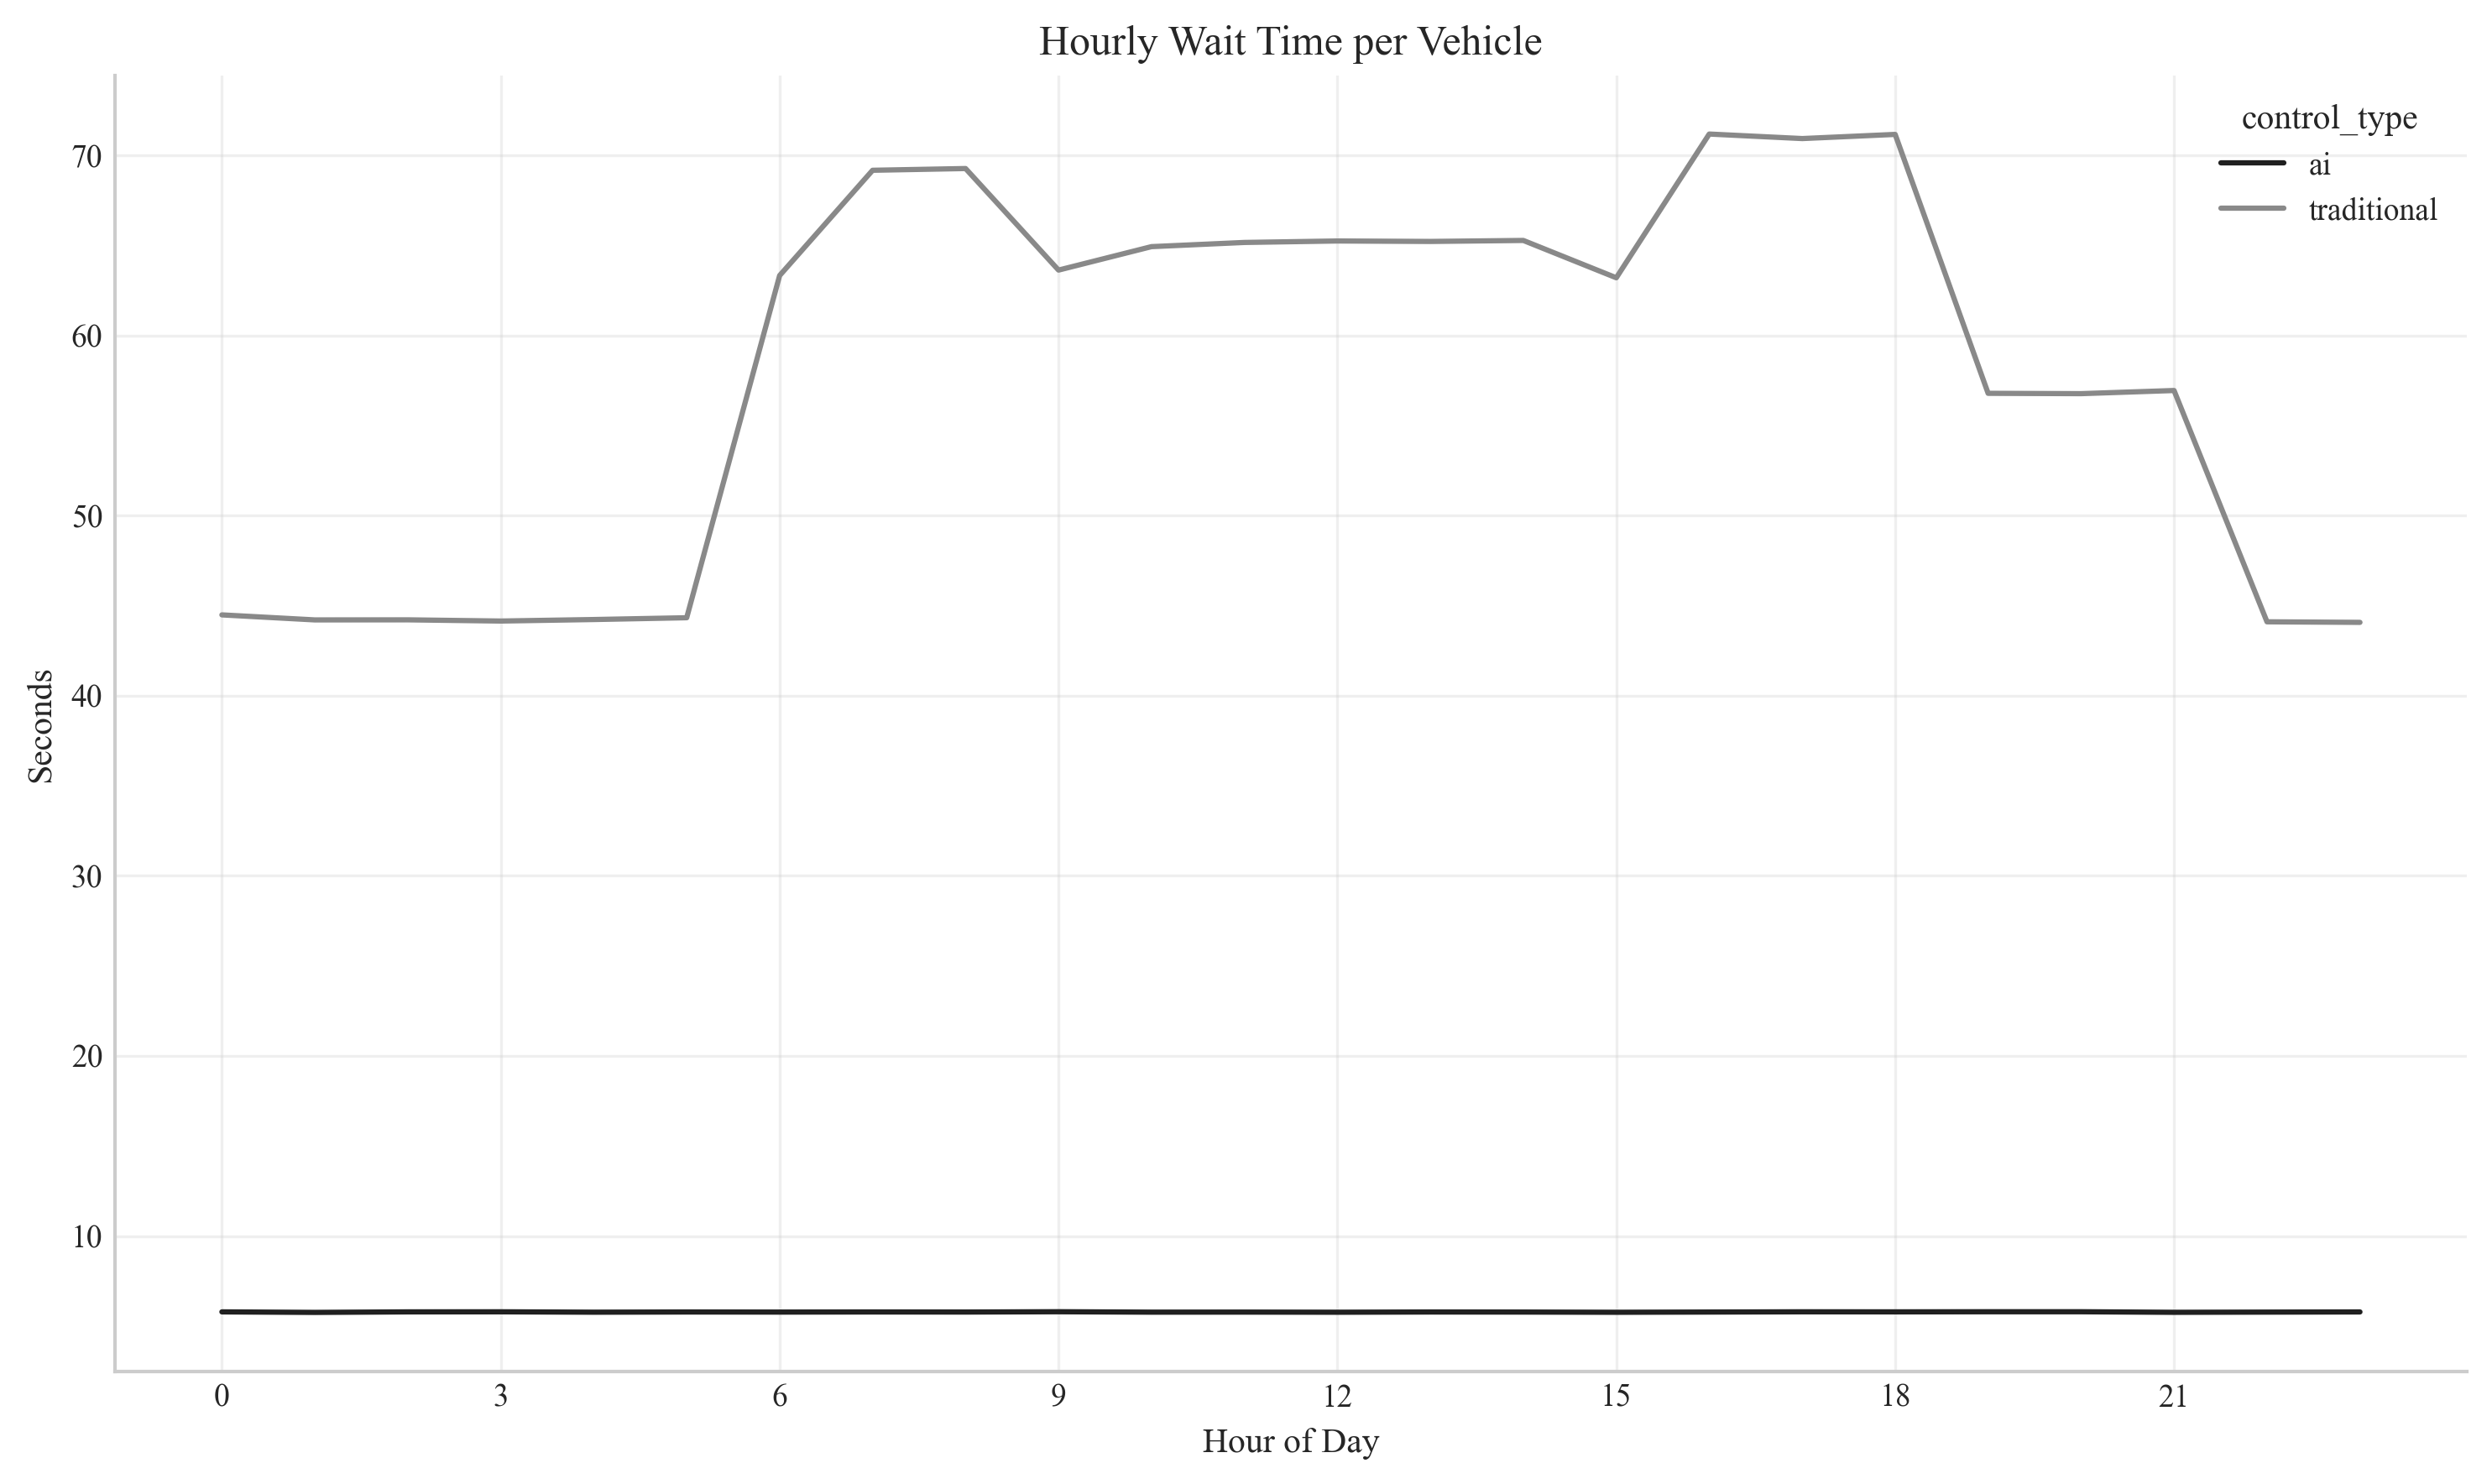 Hourly Wait Time per Vehicle
control_type
ai
traditional
70
60
50
40
30
20
10
Seconds
0 3 6 9 12 15 18 21
Hour of Day